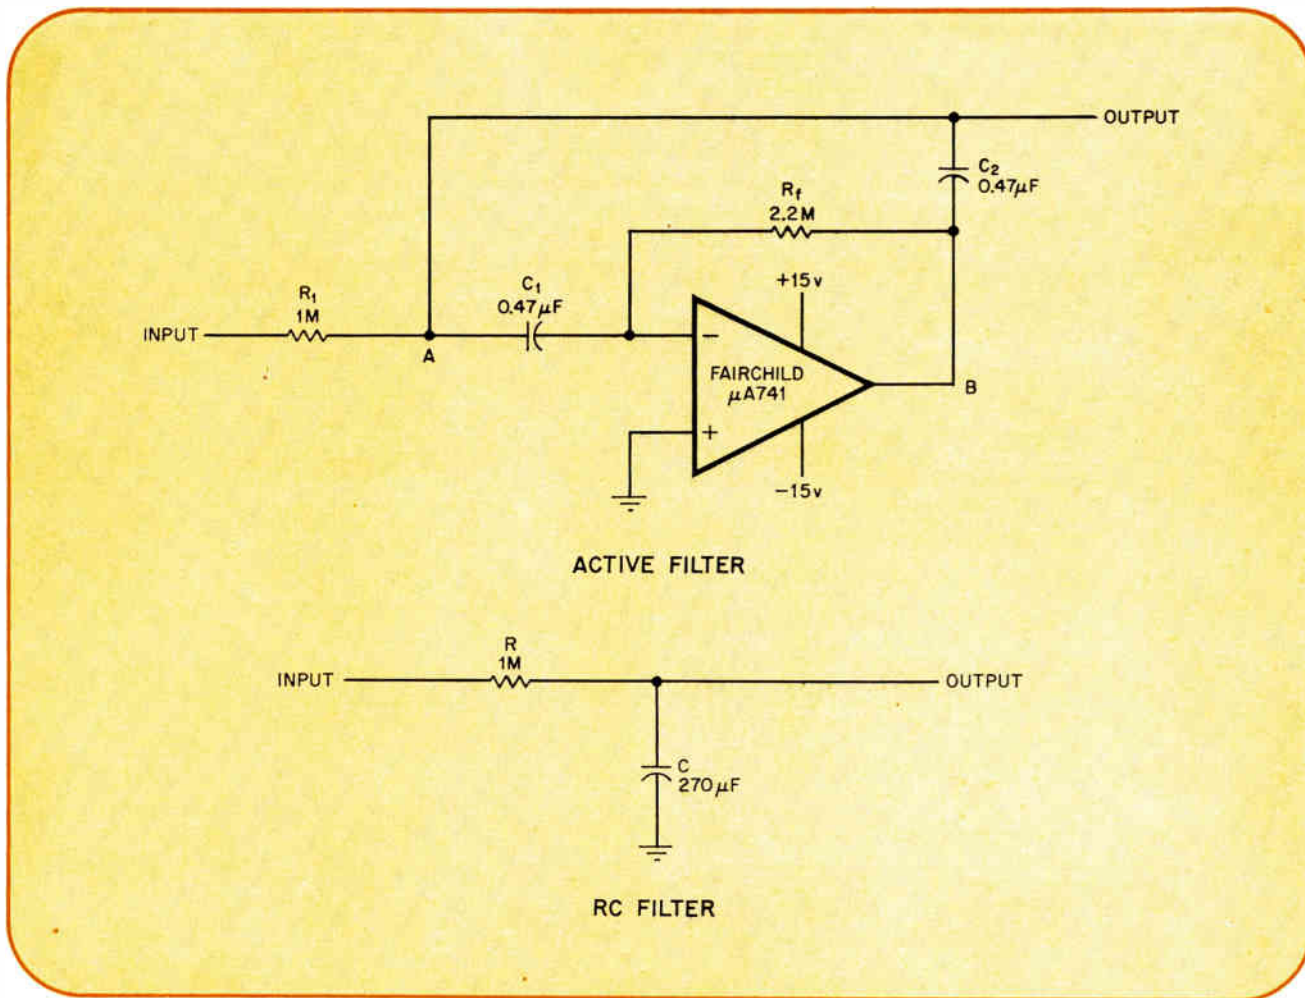 OUTPUT
C₂
0.47μF
Rf
2.2M
+15v
C₁
0.47μF
R₁
1M
INPUT
A
−
FAIRCHILD
μA741
B
+
−15v
ACTIVE FILTER
R
1M
INPUT
OUTPUT
C
270μF
RC FILTER